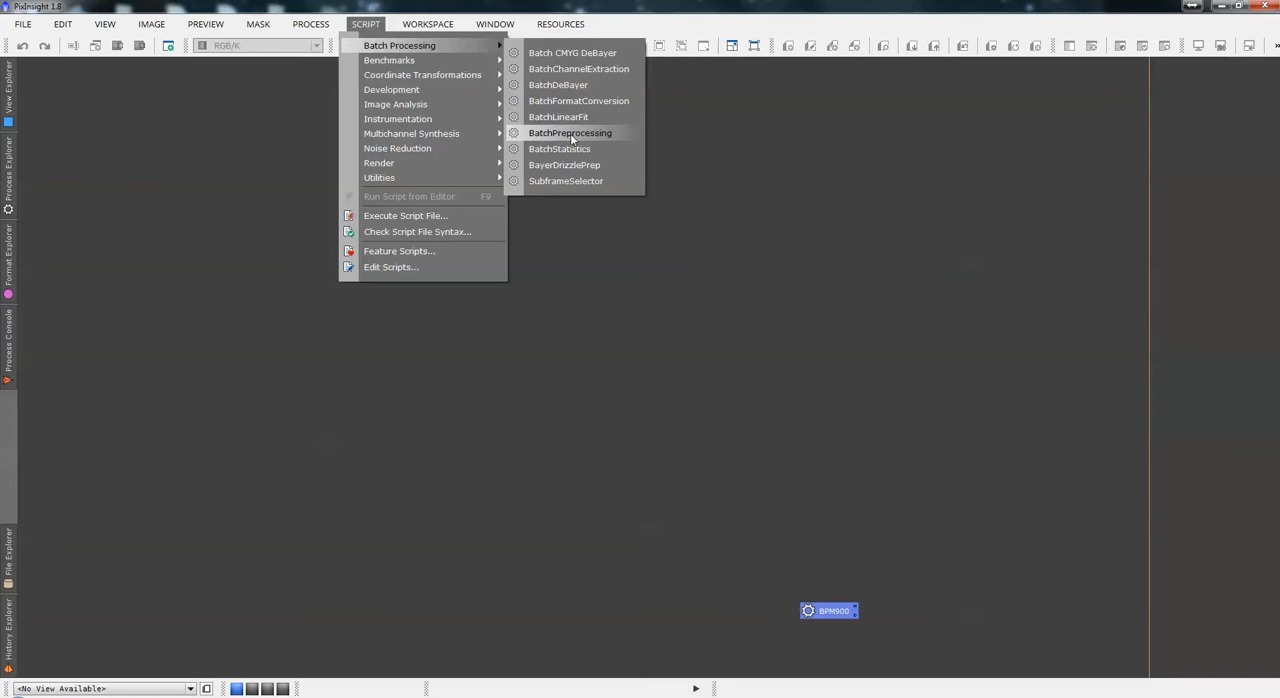 PixInsight 1.8
FILE EDIT VIEW IMAGE PREVIEW MASK PROCESS SCRIPT WORKSPACE WINDOW RESOURCES
RGB/K
Batch Processing
Benchmarks
Coordinate Transformations
Development
Image Analysis
Instrumentation
Multichannel Synthesis
Noise Reduction
Render
Utilities
Run Script from Editor F9
Execute Script File...
Check Script File Syntax...
Feature Scripts...
Edit Scripts...
Batch CMYG DeBayer
BatchChannelExtraction
BatchDeBayer
BatchFormatConversion
BatchLinearFit
BatchPreprocessing
BatchStatistics
BayerDrizzlePrep
SubframeSelector
View Explorer
Process Explorer
Format Explorer
Process Console
File Explorer
History Explorer
BPM900
<No View Available>